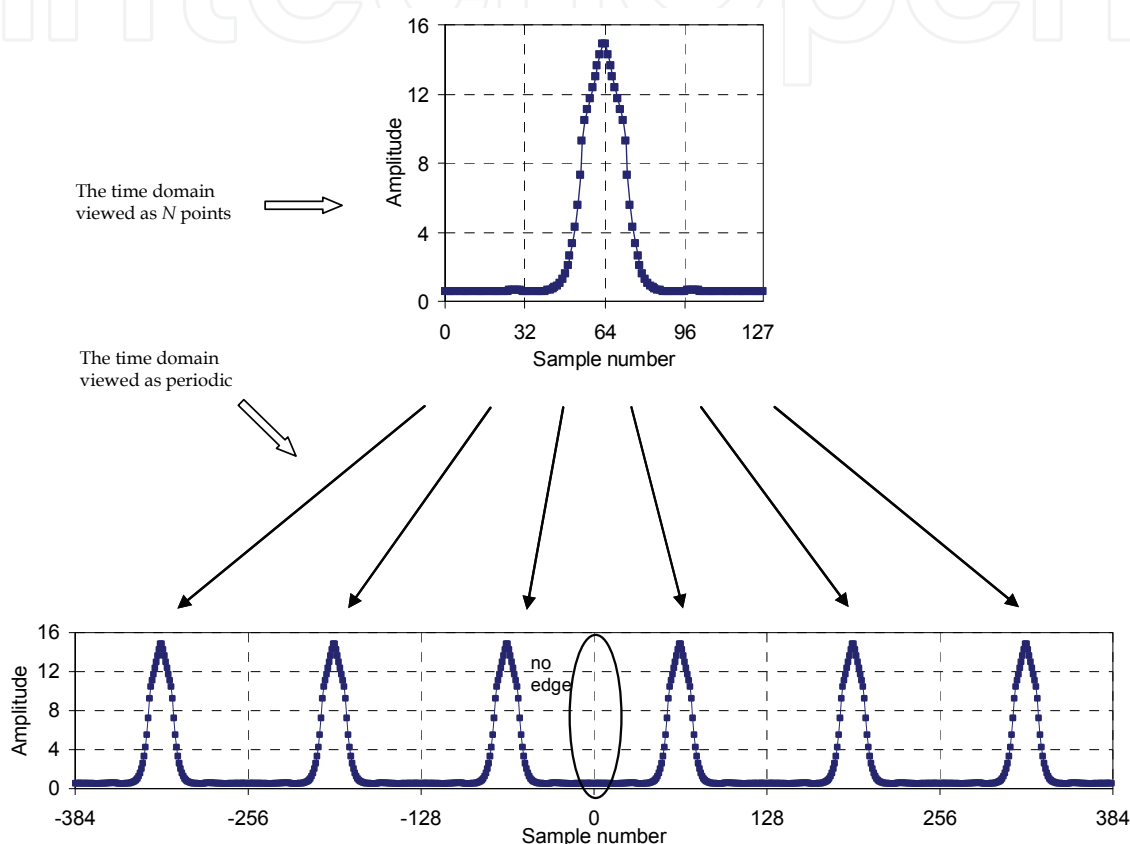 intechopen
16
12
8
4
0
Amplitude
0 32 64 96 127
Sample number
The time domain
viewed as N points
The time domain
viewed as periodic
16
12
8
4
0
Amplitude
no
edge
-384 -256 -128 0 128 256 384
Sample number